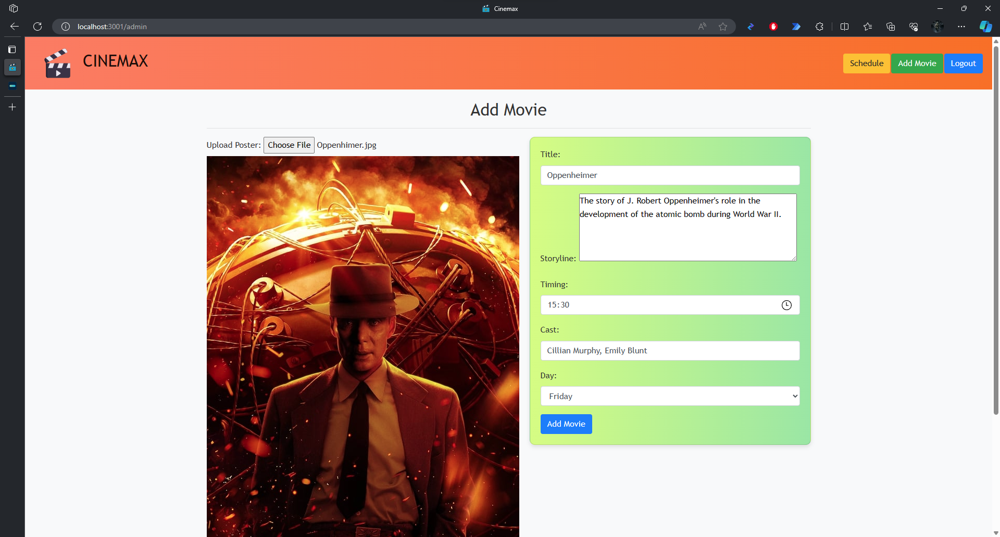 Cinemax
localhost:3001/admin
CINEMAX
Schedule
Add Movie
Logout
Add Movie
Upload Poster: Choose File Oppenhimer.jpg
Title:
Oppenheimer
Storyline:
The story of J. Robert Oppenheimer's role in the
development of the atomic bomb during World War II.
Timing:
15:30
Cast:
Cillian Murphy, Emily Blunt
Day:
Friday
Add Movie